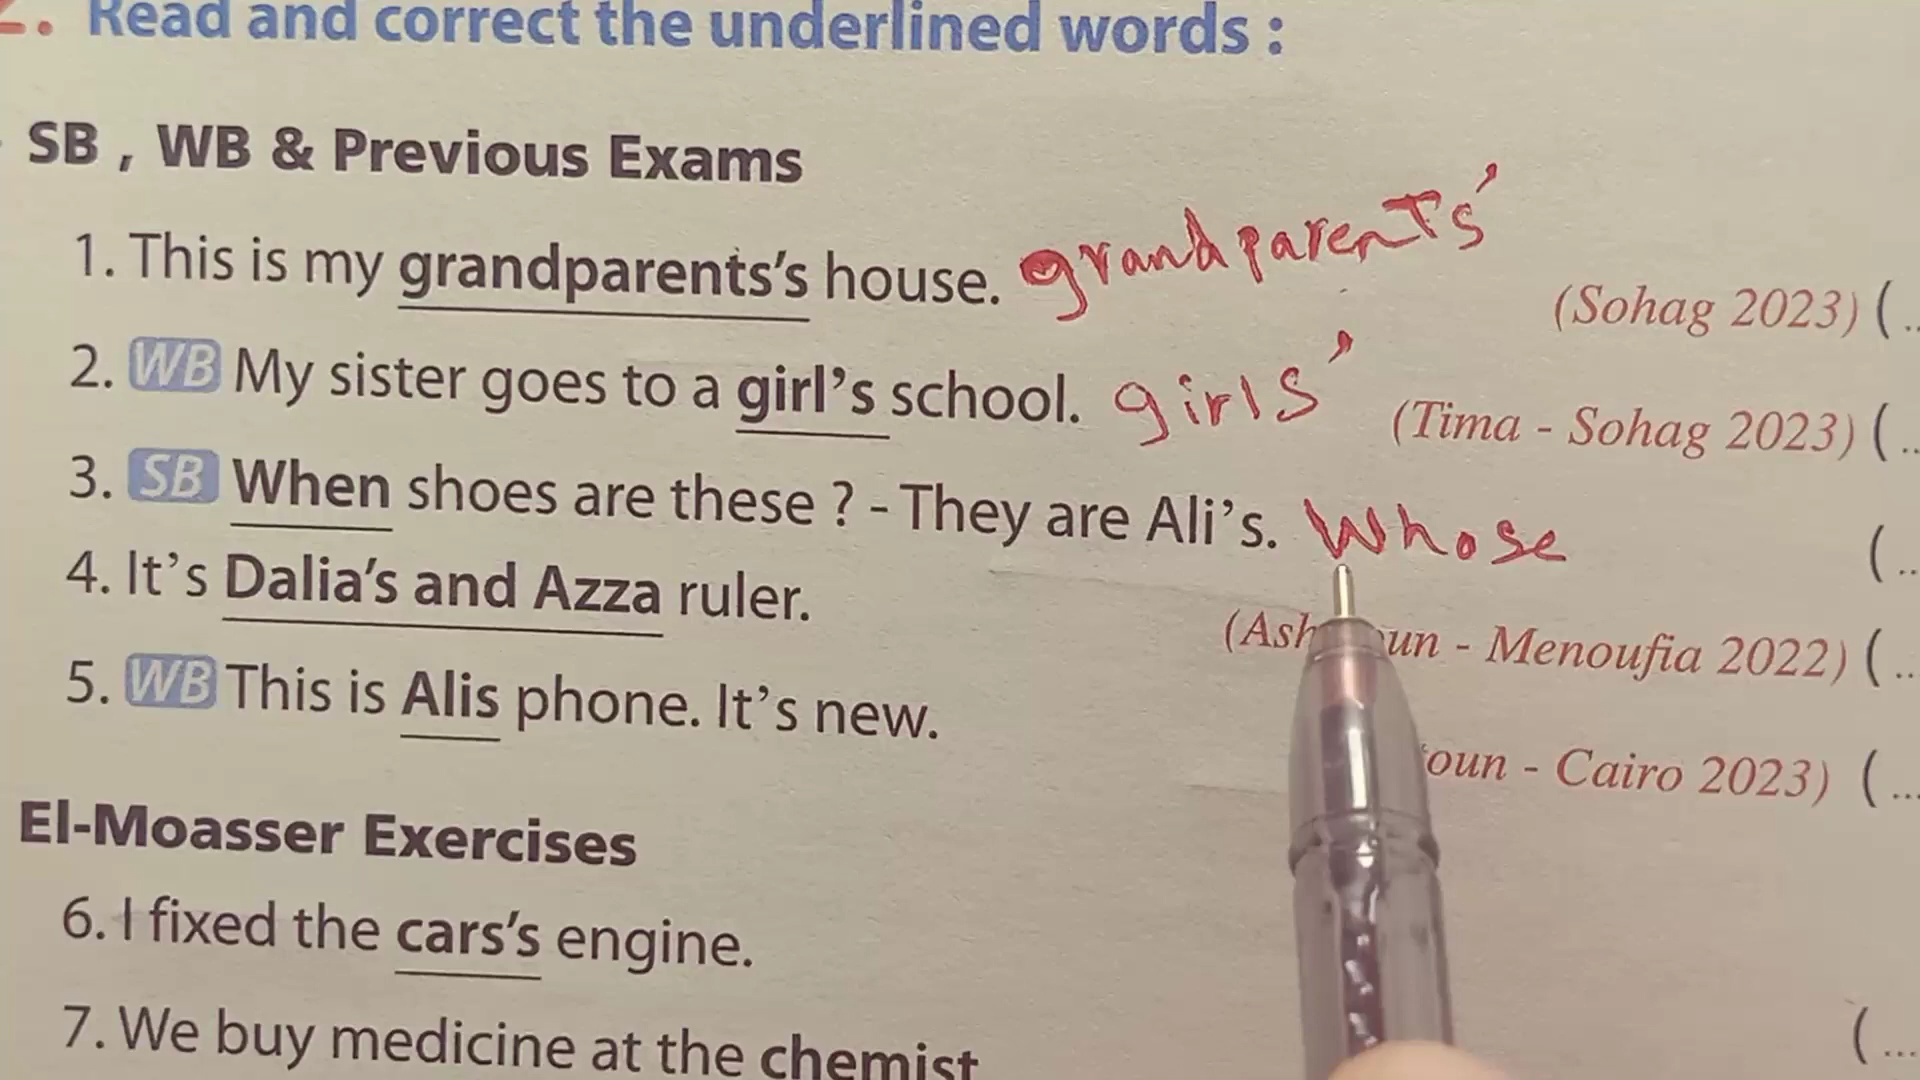 2. Read and correct the underlined words :
SB , WB & Previous Exams
1. This is my grandparents's house. grandparents'
(Sohag 2023) ( ..
2. WB My sister goes to a girl's school. girls' (Tima - Sohag 2023) ( ..
3. SB When shoes are these ? - They are Ali's. Whose ( ..
4. It's Dalia's and Azza ruler. - Menoufia 2022) ( ..
5. WB This is Alis phone. It's new. - Cairo 2023) ( ...
El-Moasser Exercises
6. I fixed the cars's engine.
7. We buy medicine at the chemist ( ...